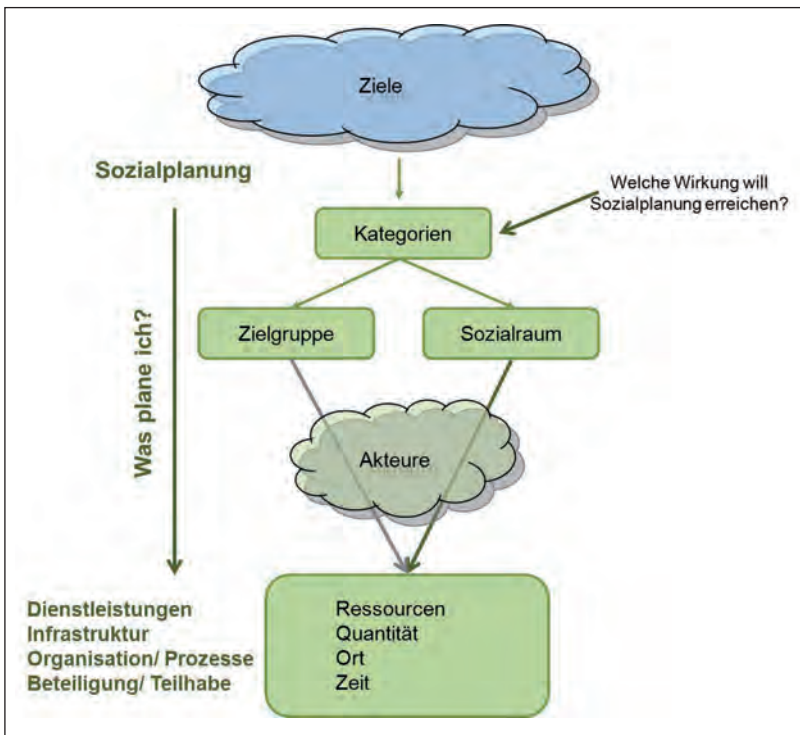 Ziele
Sozialplanung
Welche Wirkung will
Sozialplanung erreichen?
Kategorien
Zielgruppe
Sozialraum
Was plane ich?
Akteure
Dienstleistungen
Infrastruktur
Organisation/ Prozesse
Beteiligung/ Teilhabe
Ressourcen
Quantität
Ort
Zeit